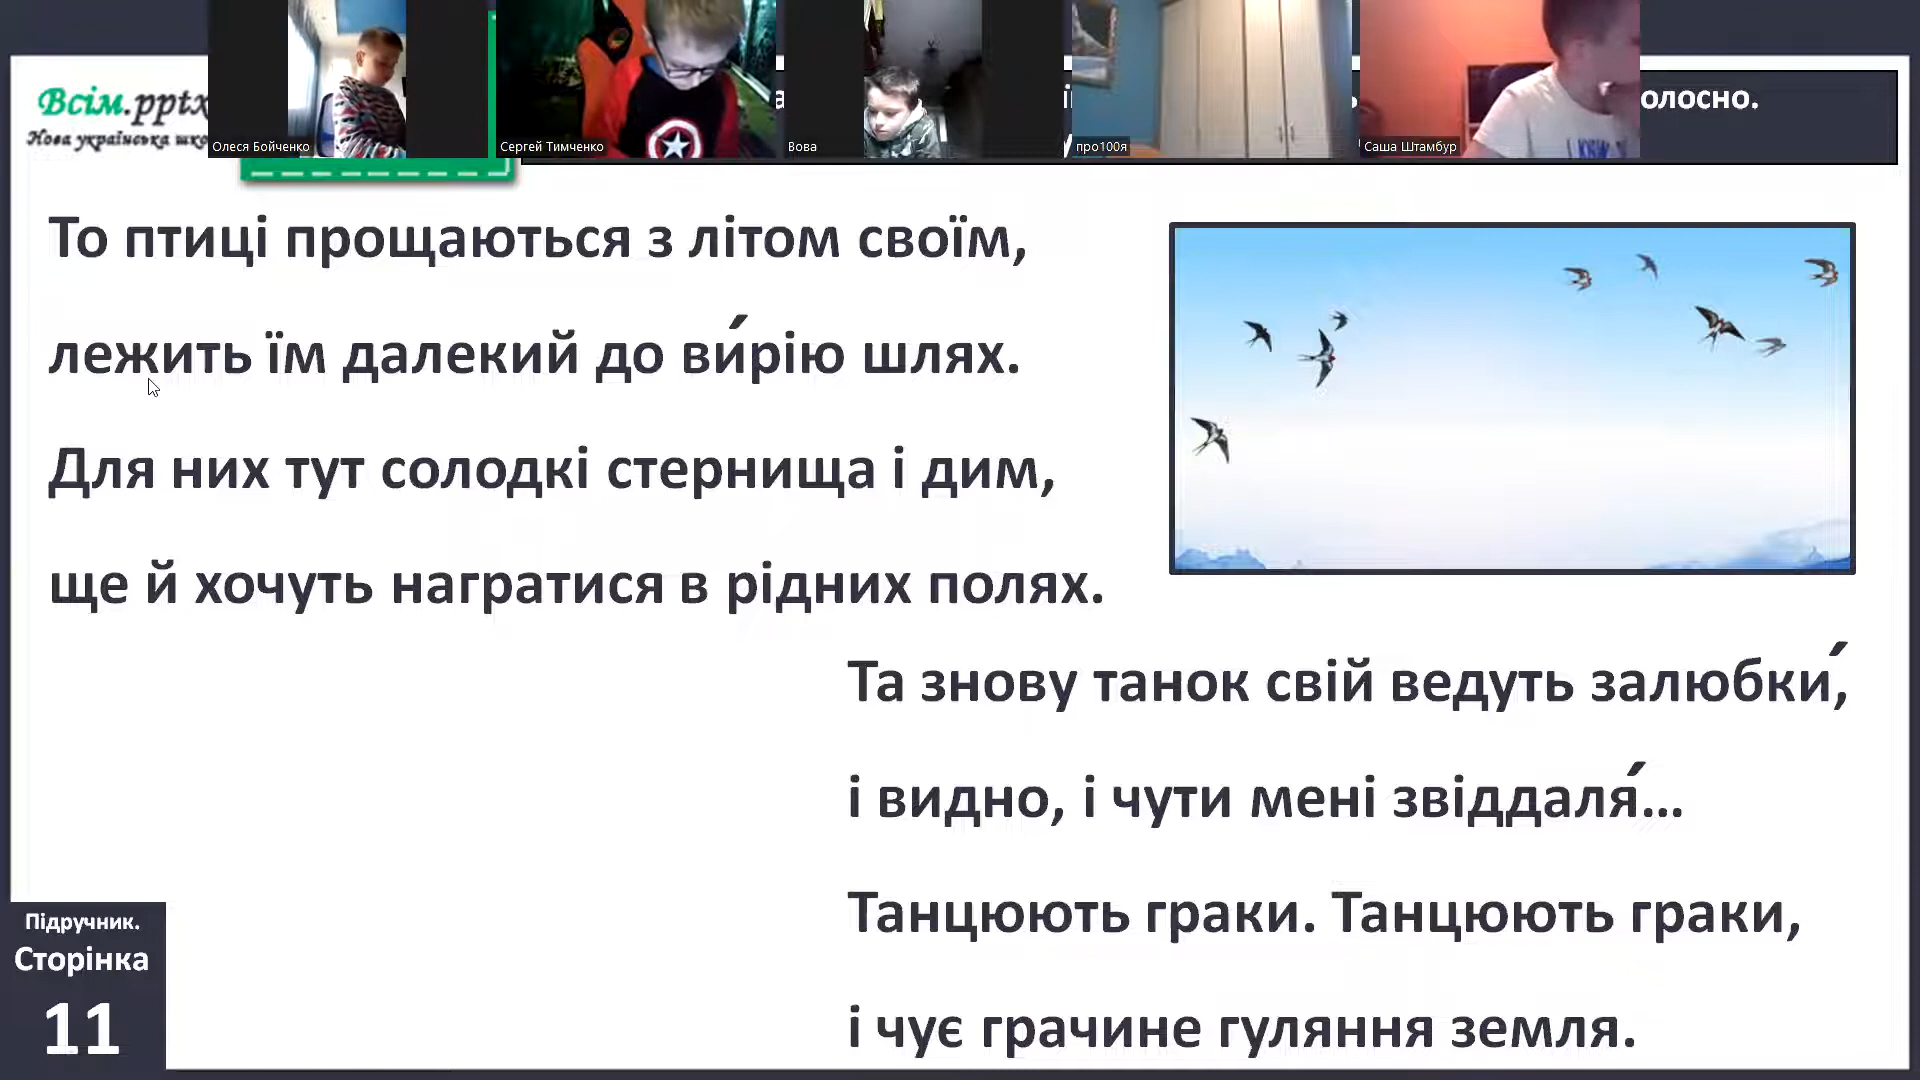 Всім.pptx
Нова українська шко
Олеся Бойченко
Сергей Тимченко
Вова
про100я
Саша Штамбур
олосно.
То птиці прощаються з літом своїм,
лежить їм далекий до ви́рію шлях.
Для них тут солодкі стернища і дим,
ще й хочуть награтися в рідних полях.
Та знову танок свій ведуть залюбки́,
і видно, і чути мені звіддаля́...
Танцюють граки. Танцюють граки,
і чує грачине гуляння земля.
Підручник.
Сторінка
11